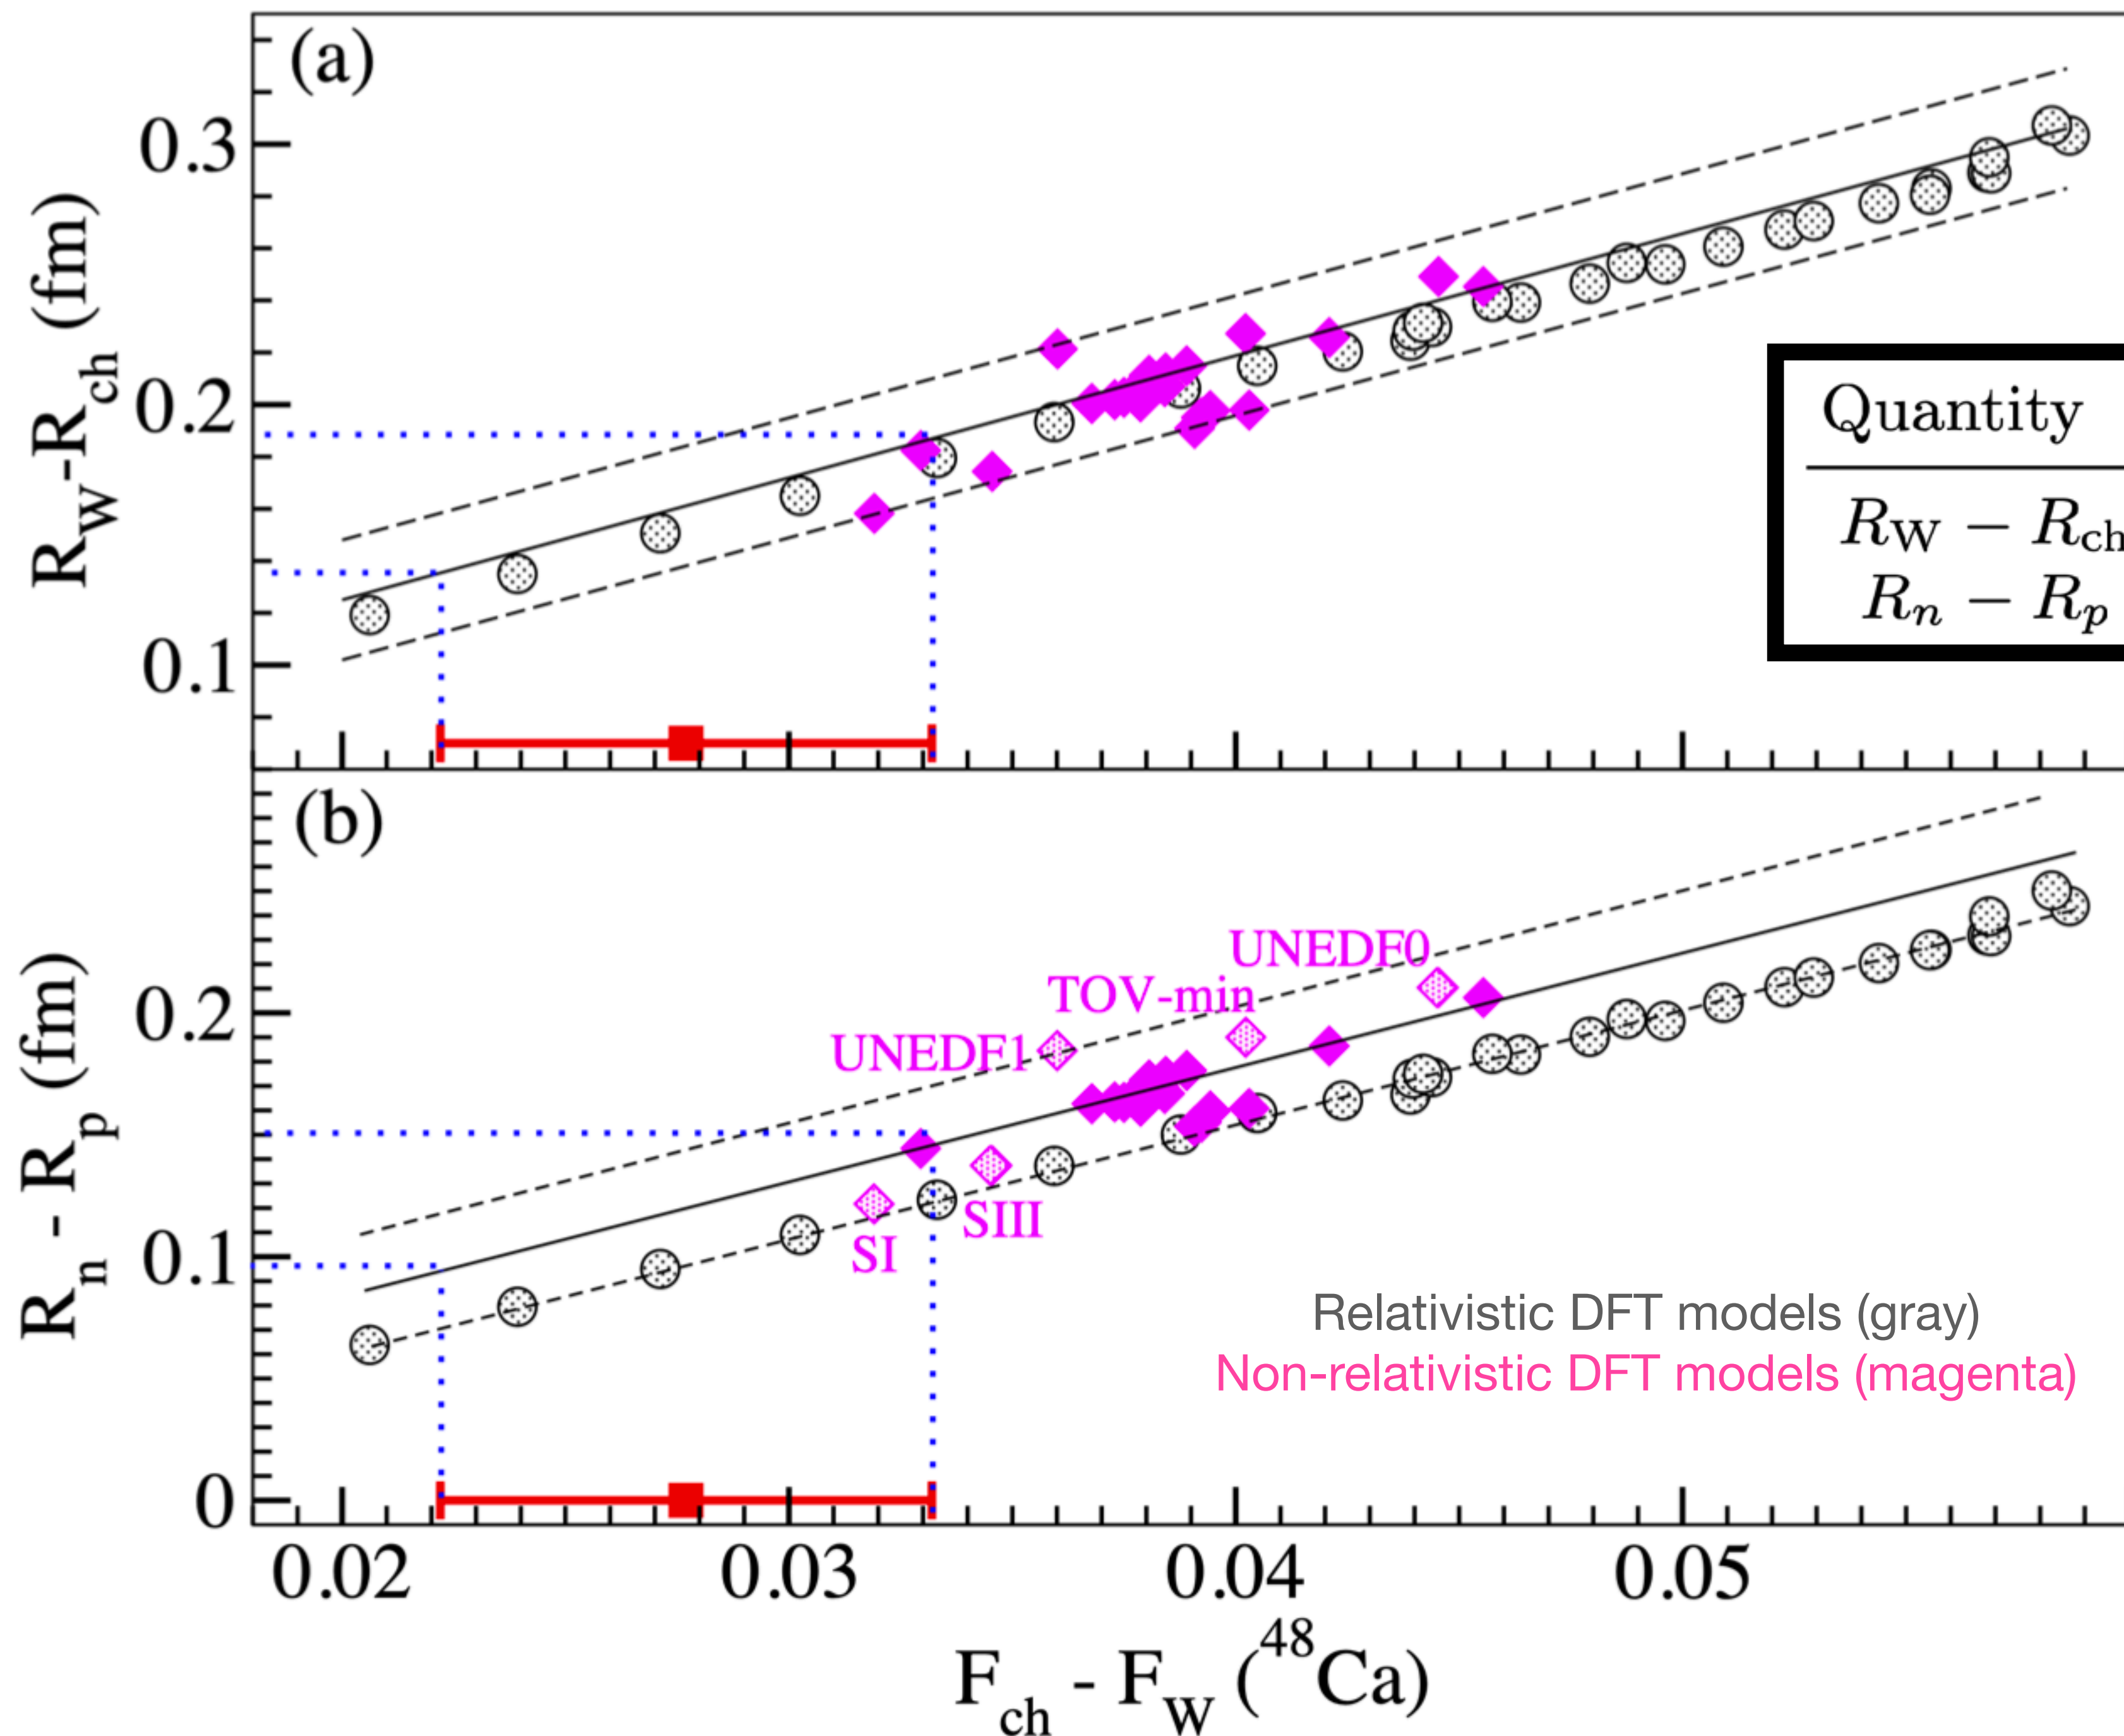 (a)
0.3
0.2
0.1
R_W-R_ch (fm)
Quantity
R_W − R_ch
R_n − R_p
(b)
0.2
0.1
0
R_n - R_p (fm)
UNEDF0
TOV-min
UNEDF1
SIII
SI
Relativistic DFT models (gray)
Non-relativistic DFT models (magenta)
0.02 0.03 0.04 0.05
F_ch - F_W (⁴⁸Ca)